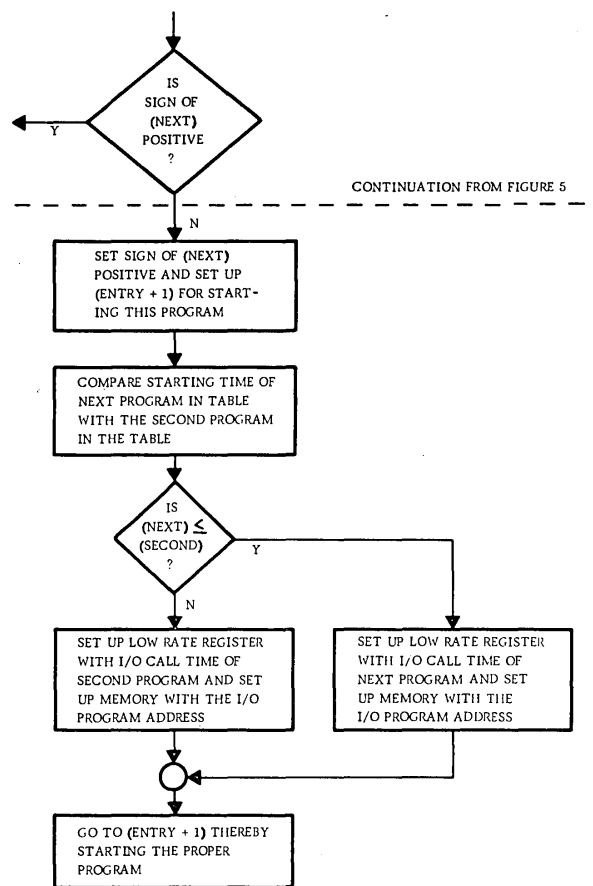 IS
SIGN OF
(NEXT)
POSITIVE
?
Y
CONTINUATION FROM FIGURE 5
N
SET SIGN OF (NEXT)
POSITIVE AND SET UP
(ENTRY + 1) FOR START-
ING THIS PROGRAM
COMPARE STARTING TIME OF
NEXT PROGRAM IN TABLE
WITH THE SECOND PROGRAM
IN THE TABLE
IS
(NEXT) ≤
(SECOND)
?
Y
N
SET UP LOW RATE REGISTER
WITH I/O CALL TIME OF
SECOND PROGRAM AND SET
UP MEMORY WITH THE I/O
PROGRAM ADDRESS
SET UP LOW RATE REGISTER
WITH I/O CALL TIME OF
NEXT PROGRAM AND SET
UP MEMORY WITH THE
I/O PROGRAM ADDRESS
GO TO (ENTRY + 1) THEREBY
STARTING THE PROPER
PROGRAM